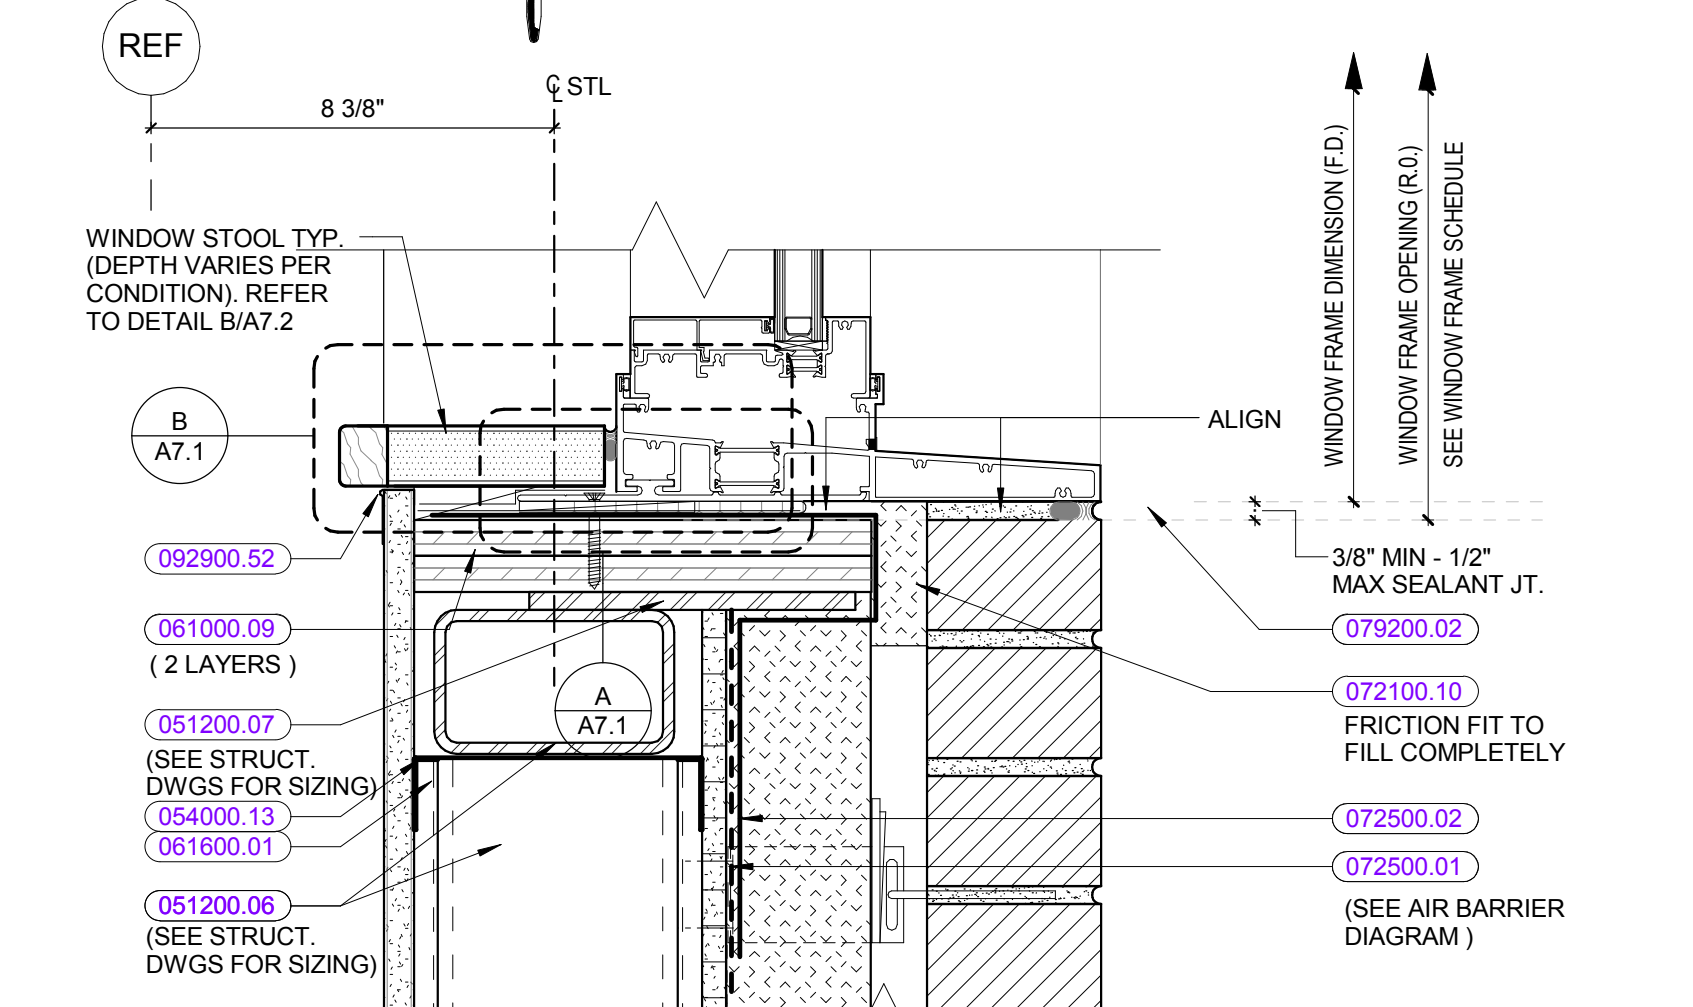 REF
℄ STL
8 3/8"
WINDOW STOOL TYP.
(DEPTH VARIES PER
CONDITION). REFER
TO DETAIL B/A7.2
B
A7.1
092900.52
061000.09
( 2 LAYERS )
051200.07
(SEE STRUCT.
DWGS FOR SIZING)
054000.13
061600.01
051200.06
(SEE STRUCT.
DWGS FOR SIZING)
A
A7.1
WINDOW FRAME DIMENSION (F.D.)
WINDOW FRAME OPENING (R.0.)
SEE WINDOW FRAME SCHEDULE
ALIGN
3/8" MIN - 1/2"
MAX SEALANT JT.
079200.02
072100.10
FRICTION FIT TO
FILL COMPLETELY
072500.02
072500.01
(SEE AIR BARRIER
DIAGRAM )